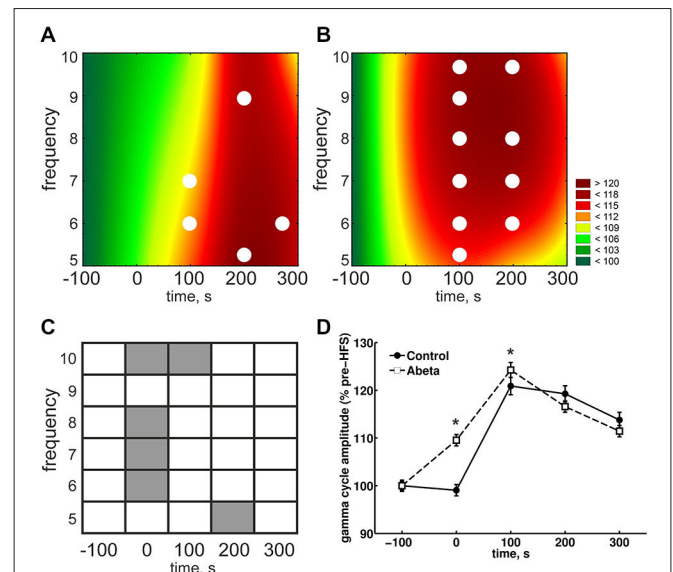 A
B
10
9
8
7
6
5
frequency
-100 0 100 200 300
time, s
10
9
8
7
6
5
frequency
-100 0 100 200 300
time, s
> 120
< 118
< 115
< 112
< 109
< 106
< 103
< 100
C
10
9
8
7
6
5
frequency
-100 0 100 200 300
time, s
D
130
120
110
100
90
gamma cycle amplitude (% pre-HFS)
Control
Abeta
*
*
-100 0 100 200 300
time, s